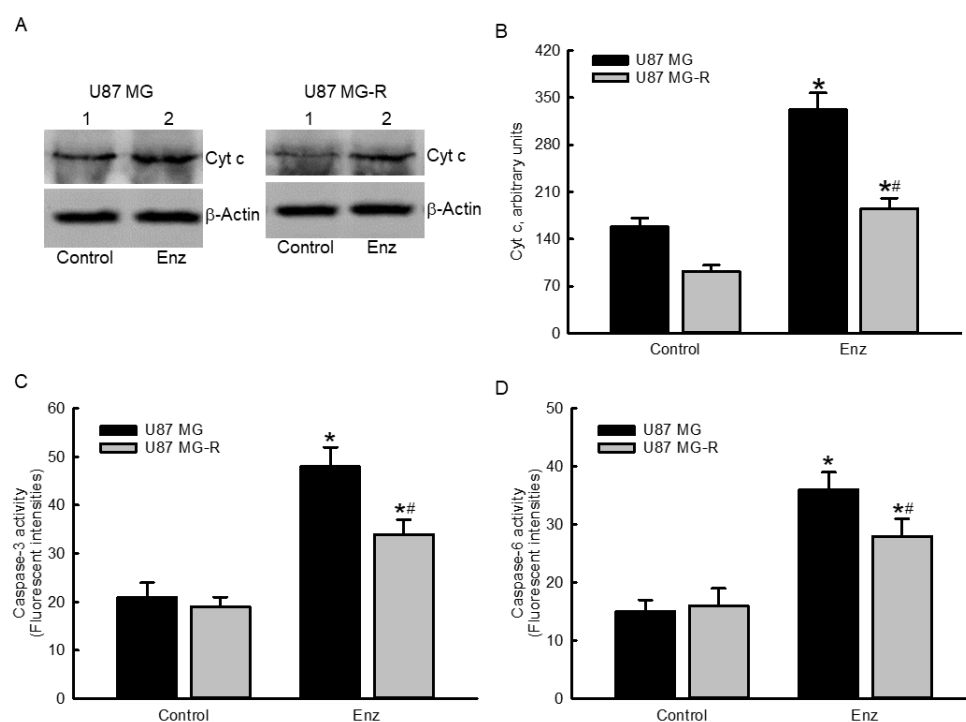 A
U87 MG
U87 MG-R
1 2
1 2
Cyt c
Cyt c
β-Actin
β-Actin
Control Enz
Control Enz
B
420
350
280
210
140
70
0
Cyt c, arbitrary units
U87 MG
U87 MG-R
*
*#
Control Enz
C
60
50
40
30
20
10
0
Caspase-3 activity
(Fluorescent intensities)
U87 MG
U87 MG-R
*
*#
Control Enz
D
50
40
30
20
10
0
Caspase-6 activity
(Fluorescent intensities)
U87 MG
U87 MG-R
*
*#
Control Enz